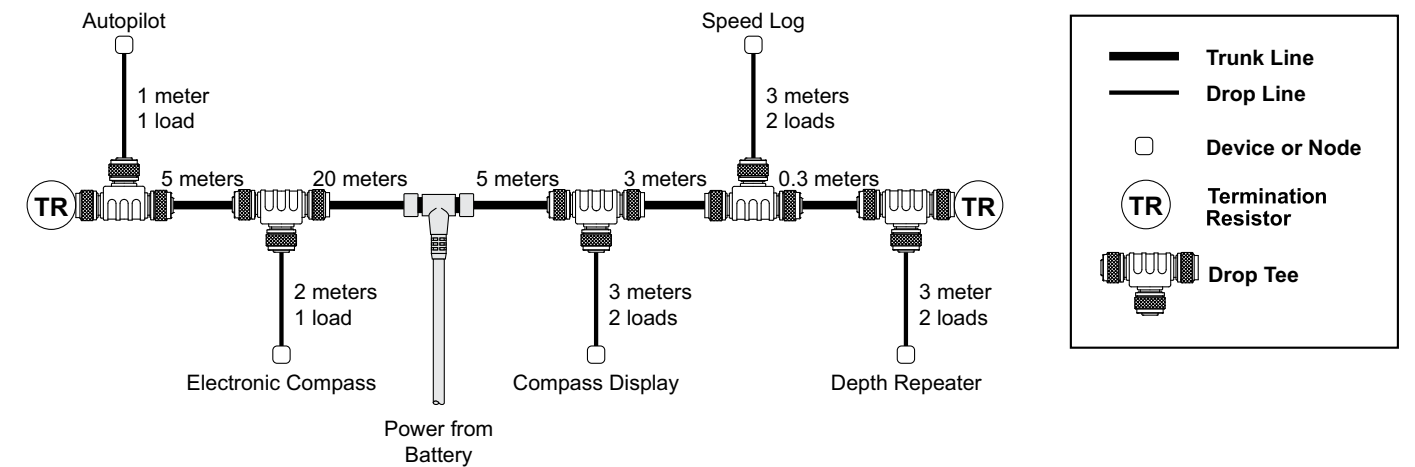 Autopilot
Speed Log
1 meter
1 load
3 meters
2 loads
TR
5 meters
20 meters
5 meters
3 meters
0.3 meters
TR
2 meters
1 load
3 meters
2 loads
3 meter
2 loads
Electronic Compass
Compass Display
Depth Repeater
Power from
Battery
Trunk Line
Drop Line
Device or Node
TR
Termination
Resistor
Drop Tee